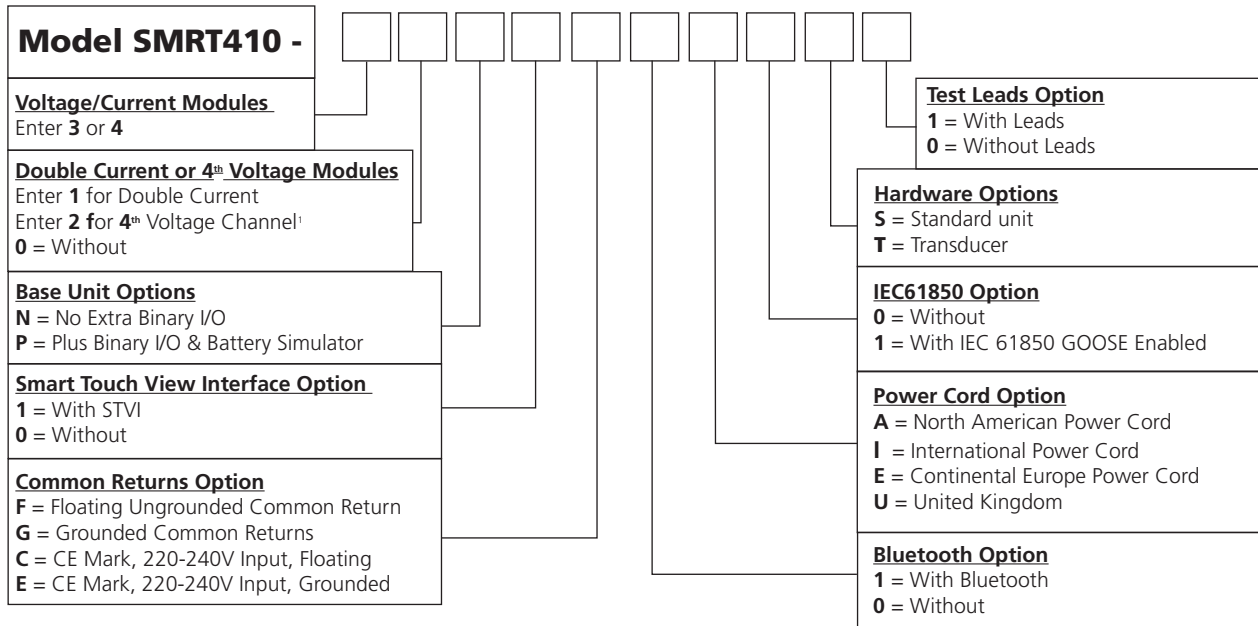 Model SMRT410 -
Voltage/Current Modules
Enter 3 or 4
Double Current or 4th Voltage Modules
Enter 1 for Double Current
Enter 2 for 4th Voltage Channel1
0 = Without
Base Unit Options
N = No Extra Binary I/O
P = Plus Binary I/O & Battery Simulator
Smart Touch View Interface Option
1 = With STVI
0 = Without
Common Returns Option
F = Floating Ungrounded Common Return
G = Grounded Common Returns
C = CE Mark, 220-240V Input, Floating
E = CE Mark, 220-240V Input, Grounded
Test Leads Option
1 = With Leads
0 = Without Leads
Hardware Options
S = Standard unit
T = Transducer
IEC61850 Option
0 = Without
1 = With IEC 61850 GOOSE Enabled
Power Cord Option
A = North American Power Cord
I = International Power Cord
E = Continental Europe Power Cord
U = United Kingdom
Bluetooth Option
1 = With Bluetooth
0 = Without